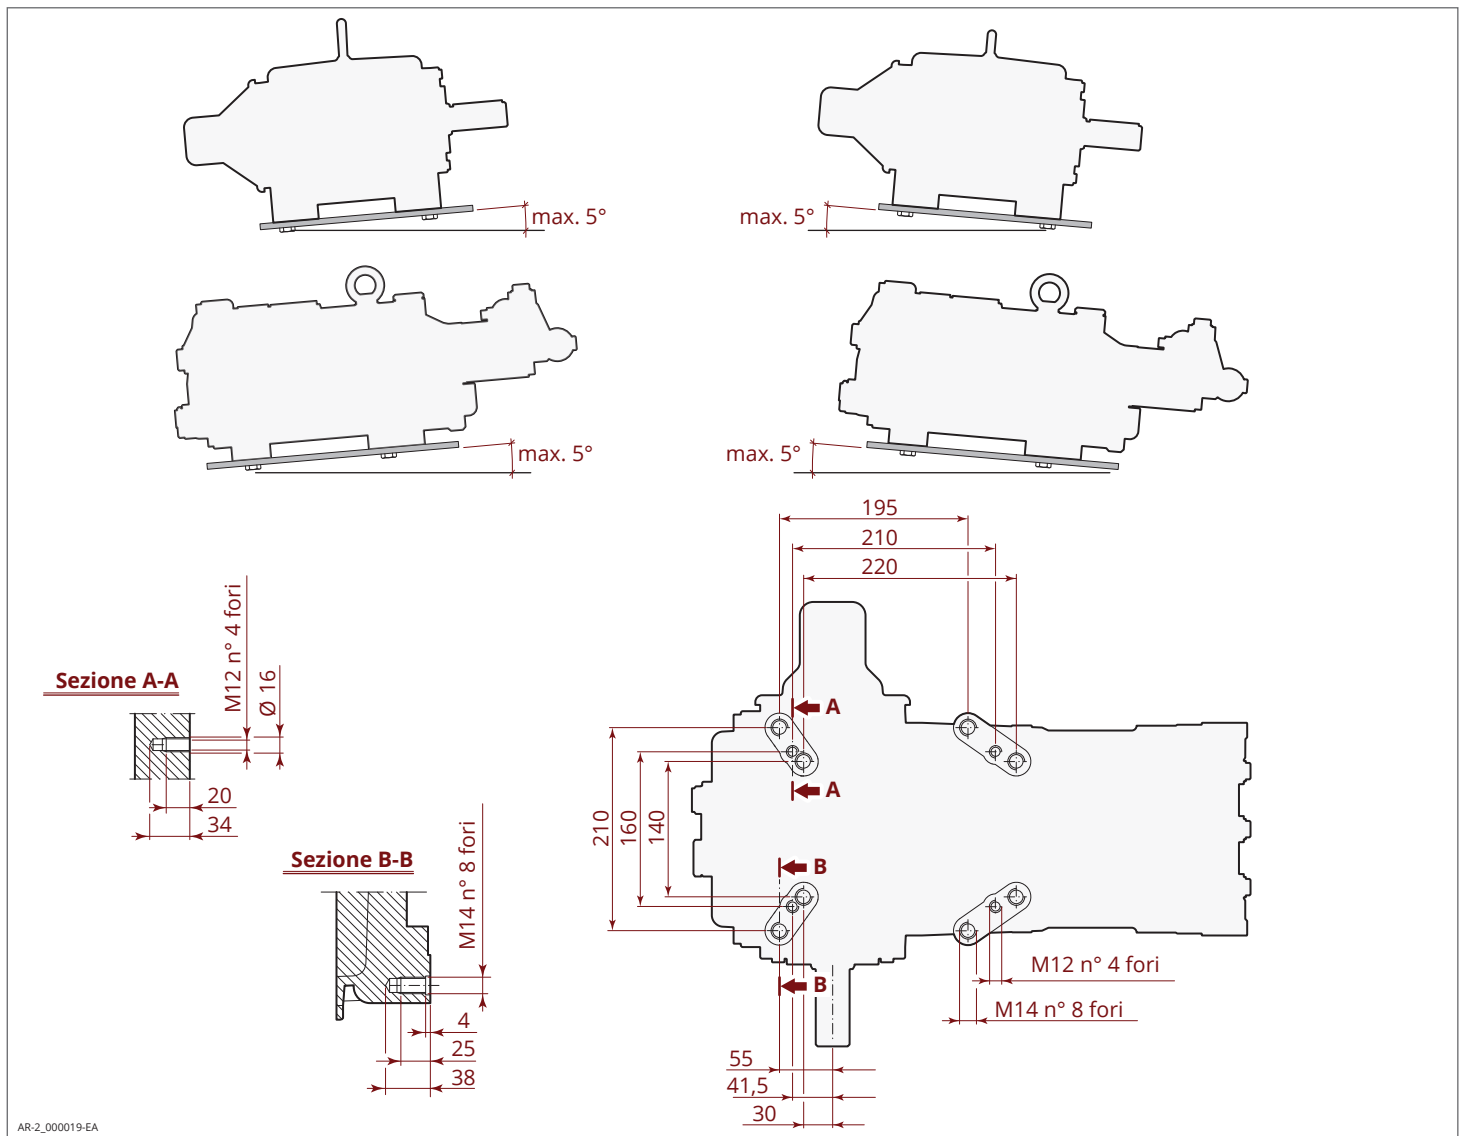 max. 5°
max. 5°
max. 5°
max. 5°
195
210
220
M12 n° 4 fori
Ø 16
Sezione A-A
20
34
A
A
210
160
140
B
B
Sezione B-B
M14 n° 8 fori
4
25
38
M12 n° 4 fori
M14 n° 8 fori
55
41,5
30
AR-2_000019-EA